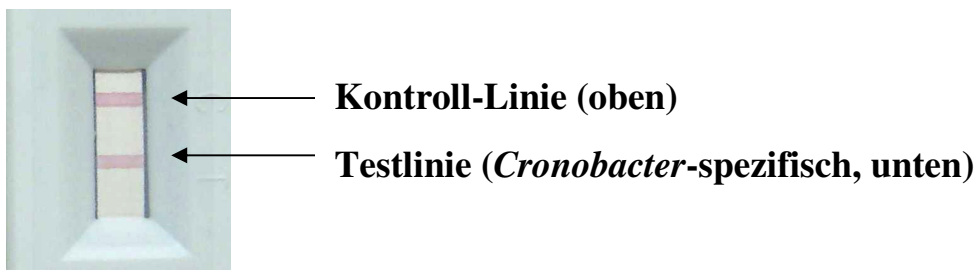 Kontroll-Linie (oben)
Testlinie (Cronobacter-spezifisch, unten)